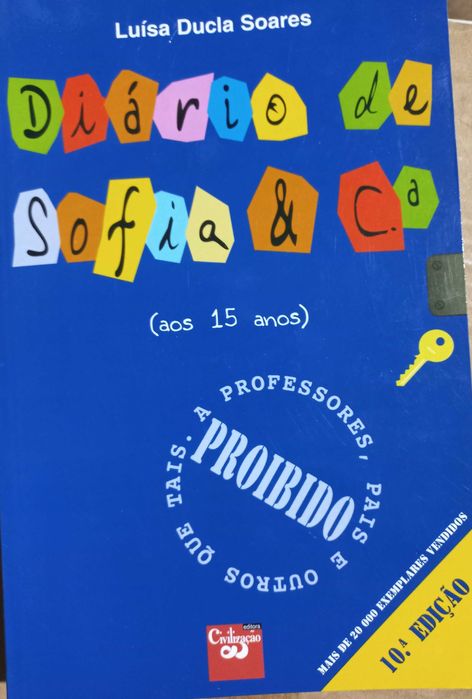 Luísa Ducla Soares
Diário de
Sofia & C.ª
(aos 15 anos)
PROIBIDO
A PROFESSORES, PAIS E OUTROS QUE TAIS.
MAIS DE 20 000 EXEMPLARES VENDIDOS
10.ª EDIÇÃO
editora
Civilização